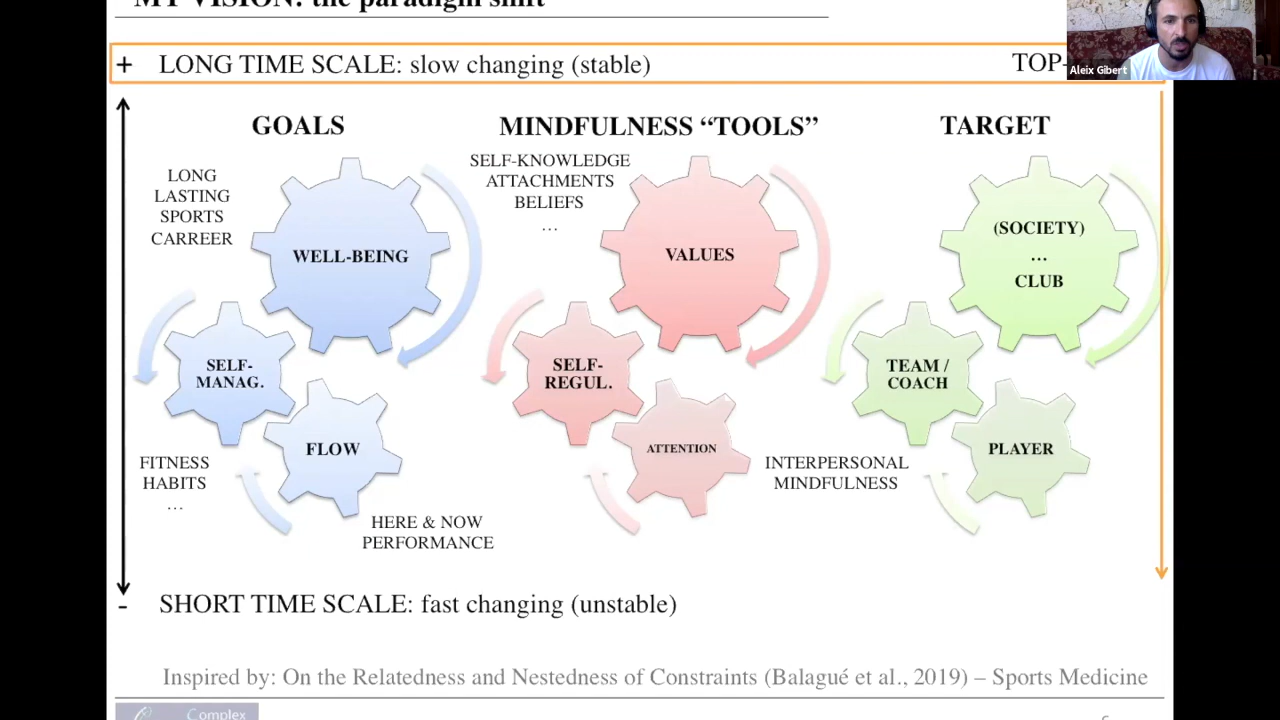 MY VISION: the paradigm shift
+ LONG TIME SCALE: slow changing (stable)
TOP-
Aleix Gibert
GOALS
MINDFULNESS “TOOLS”
TARGET
LONG
LASTING
SPORTS
CARREER
WELL-BEING
SELF-
MANAG.
FLOW
FITNESS
HABITS
…
HERE & NOW
PERFORMANCE
SELF-KNOWLEDGE
ATTACHMENTS
BELIEFS
…
VALUES
SELF-
REGUL.
ATTENTION
INTERPERSONAL
MINDFULNESS
(SOCIETY)
…
CLUB
TEAM /
COACH
PLAYER
- SHORT TIME SCALE: fast changing (unstable)
Inspired by: On the Relatedness and Nestedness of Constraints (Balagué et al., 2019) – Sports Medicine
Complex